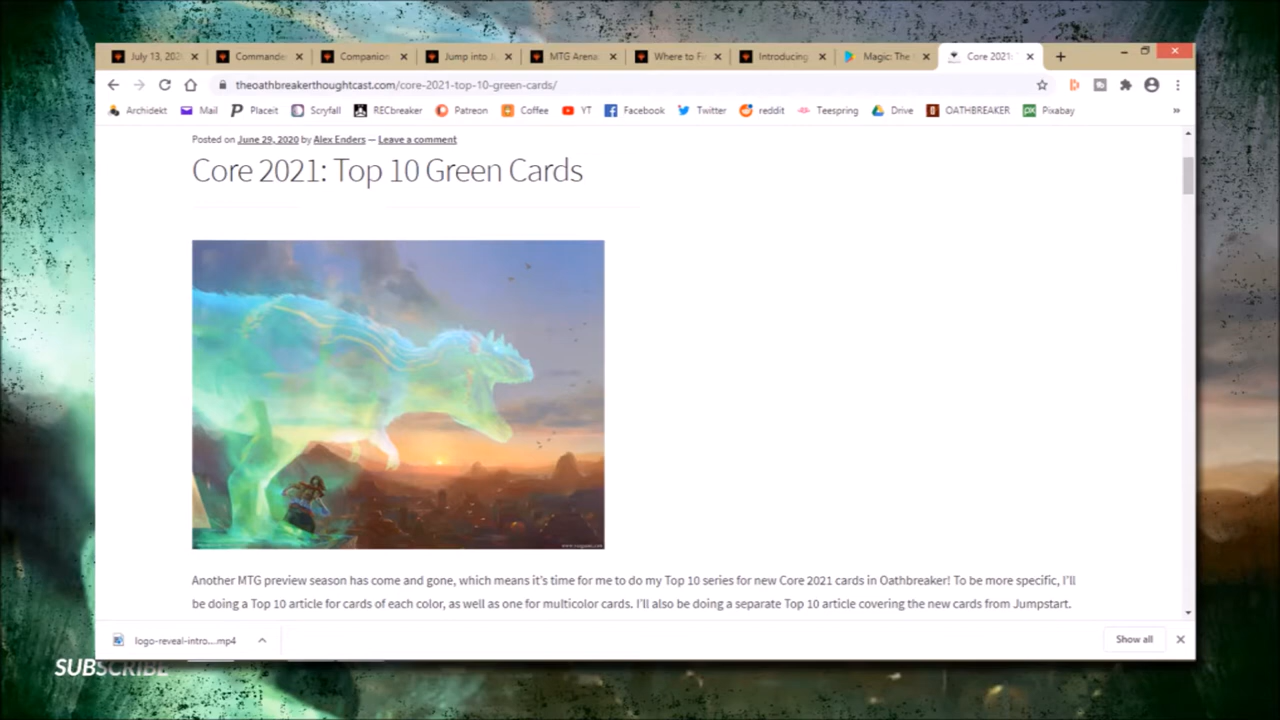 July 13, 202
Commande
Companion
Jump into J
MTG Arena
Where to Fi
Introducing
Magic: The
Core 2021:
theoathbreakerthoughtcast.com/core-2021-top-10-green-cards/
Archidekt
Mail
Placeit
Scryfall
RECbreaker
Patreon
Coffee
YT
Facebook
Twitter
reddit
Teespring
Drive
OATHBREAKER
Pixabay
»
Posted on June 29, 2020 by Alex Enders — Leave a comment
Core 2021: Top 10 Green Cards
Another MTG preview season has come and gone, which means it's time for me to do my Top 10 series for new Core 2021 cards in Oathbreaker! To be more specific, I'll
be doing a Top 10 article for cards of each color, as well as one for multicolor cards. I'll also be doing a separate Top 10 article covering the new cards from Jumpstart.
logo-reveal-intro....mp4
Show all
SUBSCRIBE